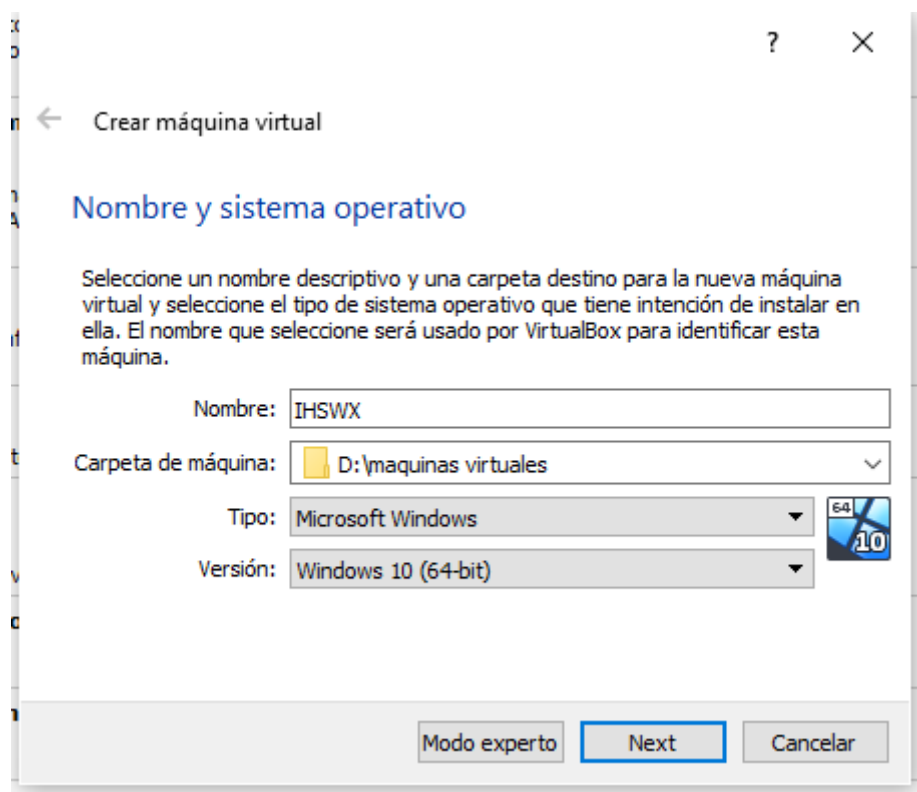 ?
Crear máquina virtual
Nombre y sistema operativo
Seleccione un nombre descriptivo y una carpeta destino para la nueva máquina
virtual y seleccione el tipo de sistema operativo que tiene intención de instalar en
ella. El nombre que seleccione será usado por VirtualBox para identificar esta
máquina.
Nombre: IHSWX
Carpeta de máquina: D:\maquinas virtuales
Tipo: Microsoft Windows
64
10
Versión: Windows 10 (64-bit)
Modo experto Next Cancelar